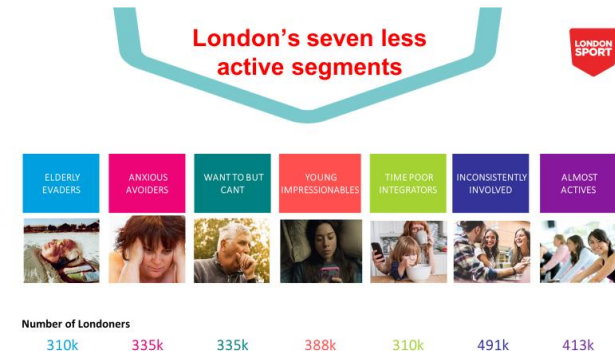 London's seven less
active segments
LONDON
SPORT
ELDERLY
EVADERS
ANXIOUS
AVOIDERS
WANT TO BUT
CANT
YOUNG
IMPRESSIONABLES
TIME POOR
INTEGRATORS
INCONSISTENTLY
INVOLVED
ALMOST
ACTIVES
Number of Londoners
310k 335k 335k 388k 310k 491k 413k